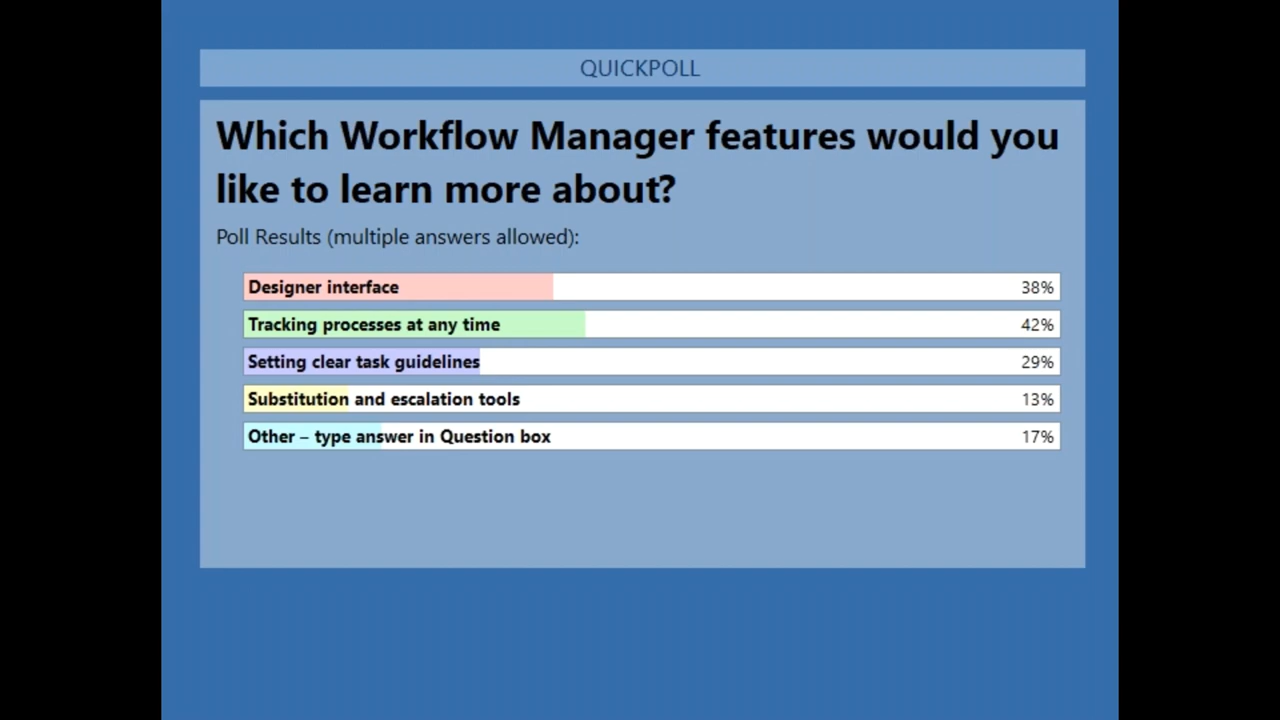 QUICKPOLL
Which Workflow Manager features would you
like to learn more about?
Poll Results (multiple answers allowed):
Designer interface 38%
Tracking processes at any time 42%
Setting clear task guidelines 29%
Substitution and escalation tools 13%
Other – type answer in Question box 17%